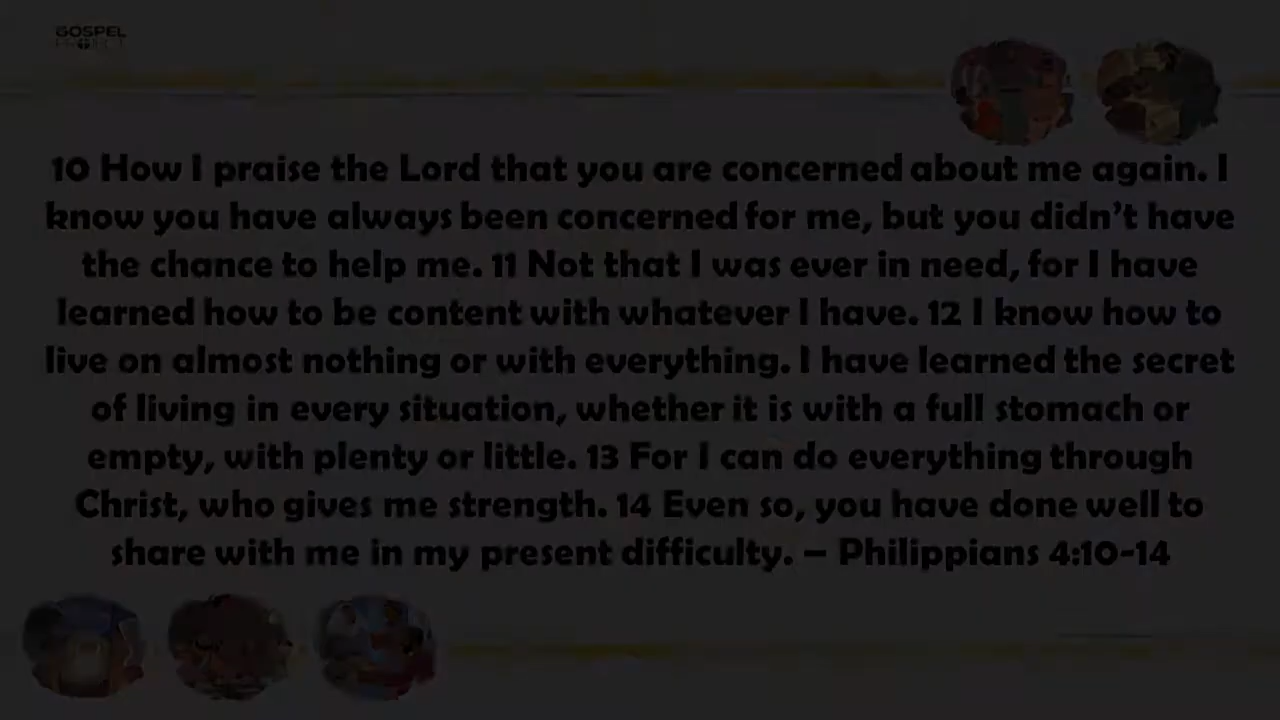 GOSPEL
PROJECT
10 How I praise the Lord that you are concerned about me again. I
know you have always been concerned for me, but you didn’t have
the chance to help me. 11 Not that I was ever in need, for I have
learned how to be content with whatever I have. 12 I know how to
live on almost nothing or with everything. I have learned the secret
of living in every situation, whether it is with a full stomach or
empty, with plenty or little. 13 For I can do everything through
Christ, who gives me strength. 14 Even so, you have done well to
share with me in my present difficulty. – Philippians 4:10-14